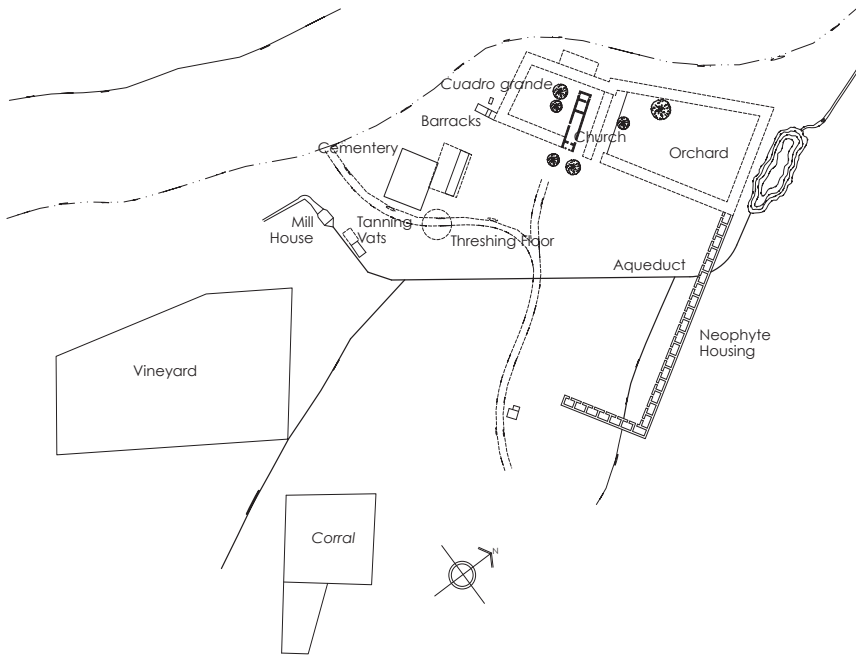 Cuadro grande
Barracks
Church
Cementery
Orchard
Mill
House
Tanning
Vats
Threshing Floor
Aqueduct
Neophyte
Housing
Vineyard
Corral
N